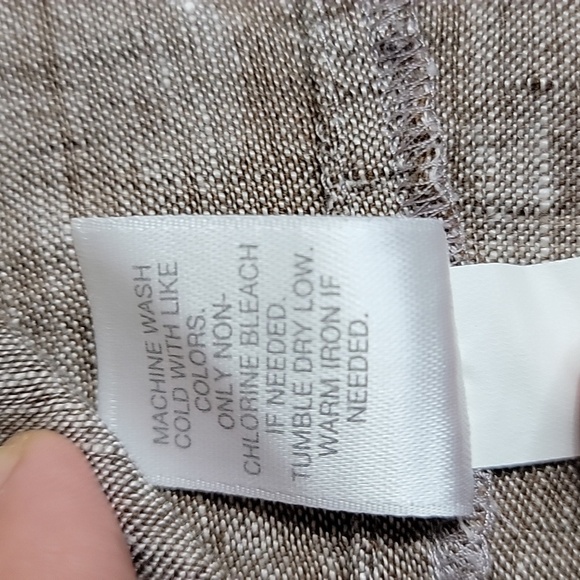 MACHINE WASH
COLD WITH LIKE
COLORS.
ONLY NON-
CHLORINE BLEACH
IF NEEDED.
TUMBLE DRY LOW.
WARM IRON IF
NEEDED.